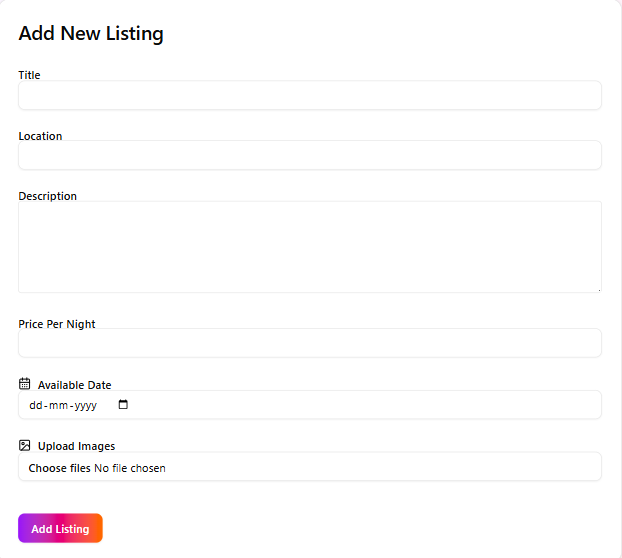 Add New Listing
Title
Location
Description
Price Per Night
Available Date
dd-mm-yyyy
Upload Images
Choose files No file chosen
Add Listing